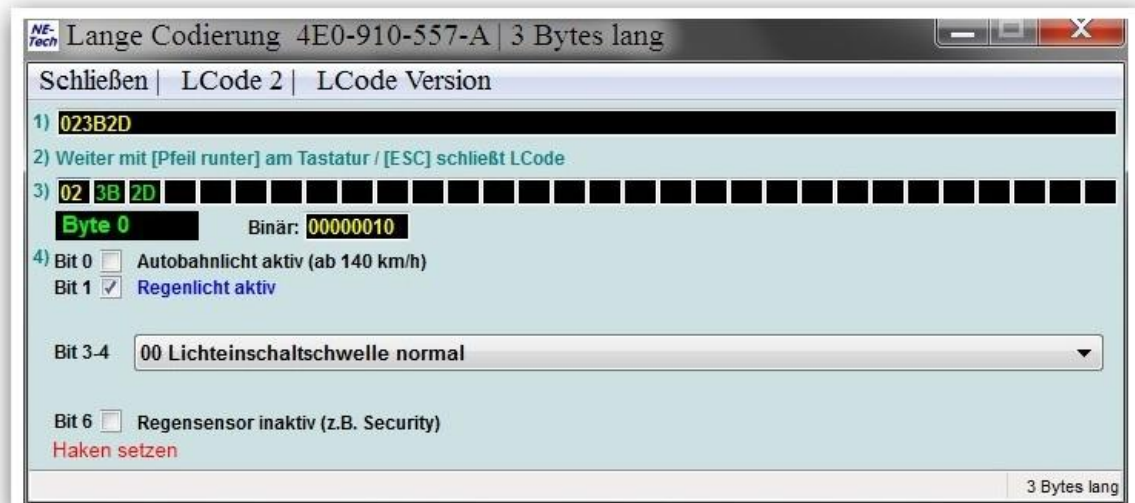 NE-
Tech
Lange Codierung 4E0-910-557-A | 3 Bytes lang
Schließen | LCode 2 | LCode Version
1) 023B2D
2) Weiter mit [Pfeil runter] am Tastatur / [ESC] schließt LCode
3) 02 3B 2D
Byte 0 Binär: 00000010
4) Bit 0 Autobahnlicht aktiv (ab 140 km/h)
Bit 1 Regenlicht aktiv
Bit 3-4 00 Lichteinschaltschwelle normal
Bit 6 Regensensor inaktiv (z.B. Security)
Haken setzen
3 Bytes lang